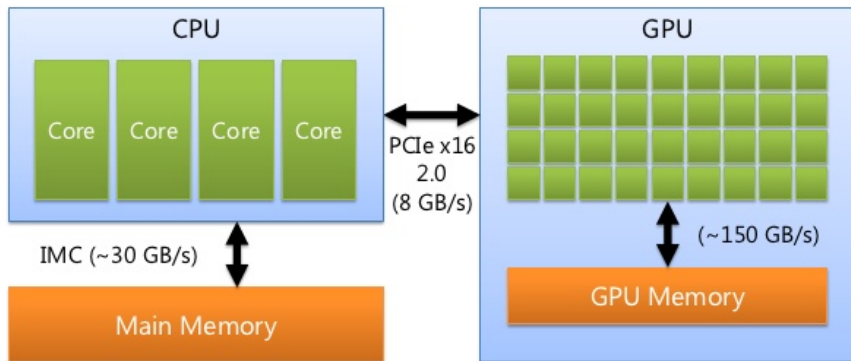 CPU
Core Core Core Core
IMC (~30 GB/s)
Main Memory
PCIe x16
2.0
(8 GB/s)
GPU
(~150 GB/s)
GPU Memory